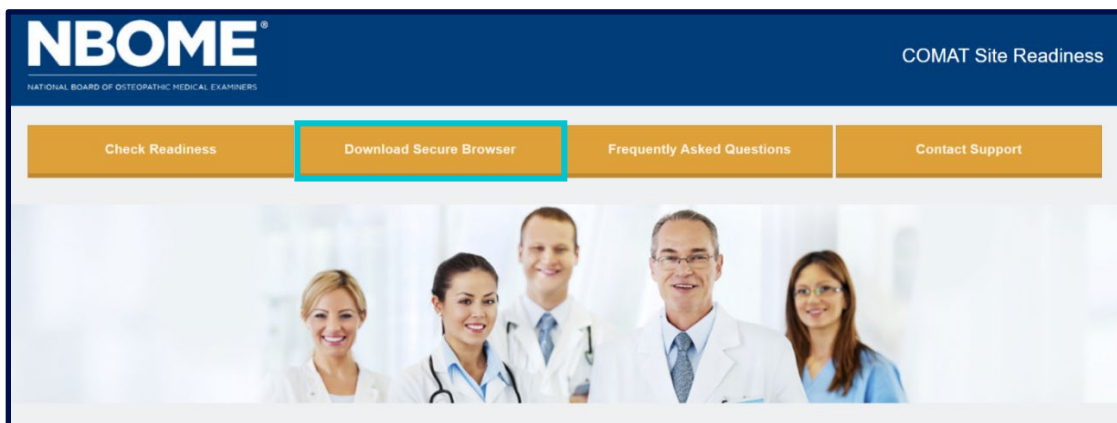 NBOME®
NATIONAL BOARD OF OSTEOPATHIC MEDICAL EXAMINERS
COMAT Site Readiness
Check Readiness
Download Secure Browser
Frequently Asked Questions
Contact Support